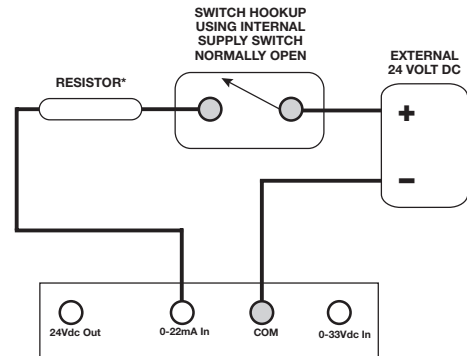 SWITCH HOOKUP
USING INTERNAL
SUPPLY SWITCH
NORMALLY OPEN
EXTERNAL
24 VOLT DC
RESISTOR*
+
−
24Vdc Out
0-22mA In
COM
0-33Vdc In